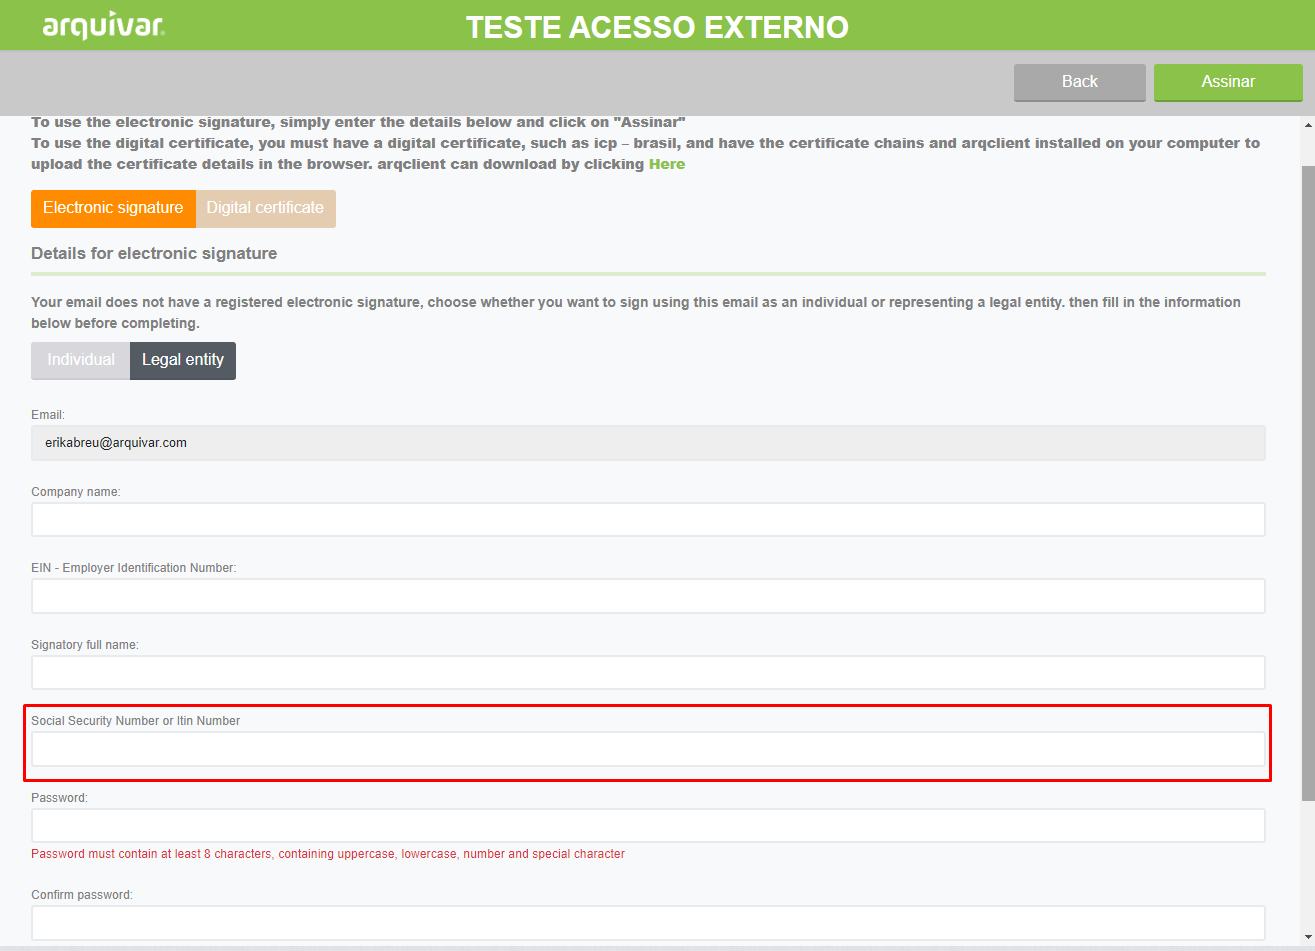 arquivar
TESTE ACESSO EXTERNO
Back
Assinar
To use the electronic signature, simply enter the details below and click on "Assinar"
To use the digital certificate, you must have a digital certificate, such as icp – brasil, and have the certificate chains and arqclient installed on your computer to
upload the certificate details in the browser. arqclient can download by clicking Here
Electronic signature
Digital certificate
Details for electronic signature
Your email does not have a registered electronic signature, choose whether you want to sign using this email as an individual or representing a legal entity. then fill in the information
below before completing.
Individual
Legal entity
Email:
erikabreu@arquivar.com
Company name:
EIN - Employer Identification Number:
Signatory full name:
Social Security Number or Itin Number
Password:
Password must contain at least 8 characters, containing uppercase, lowercase, number and special character
Confirm password: